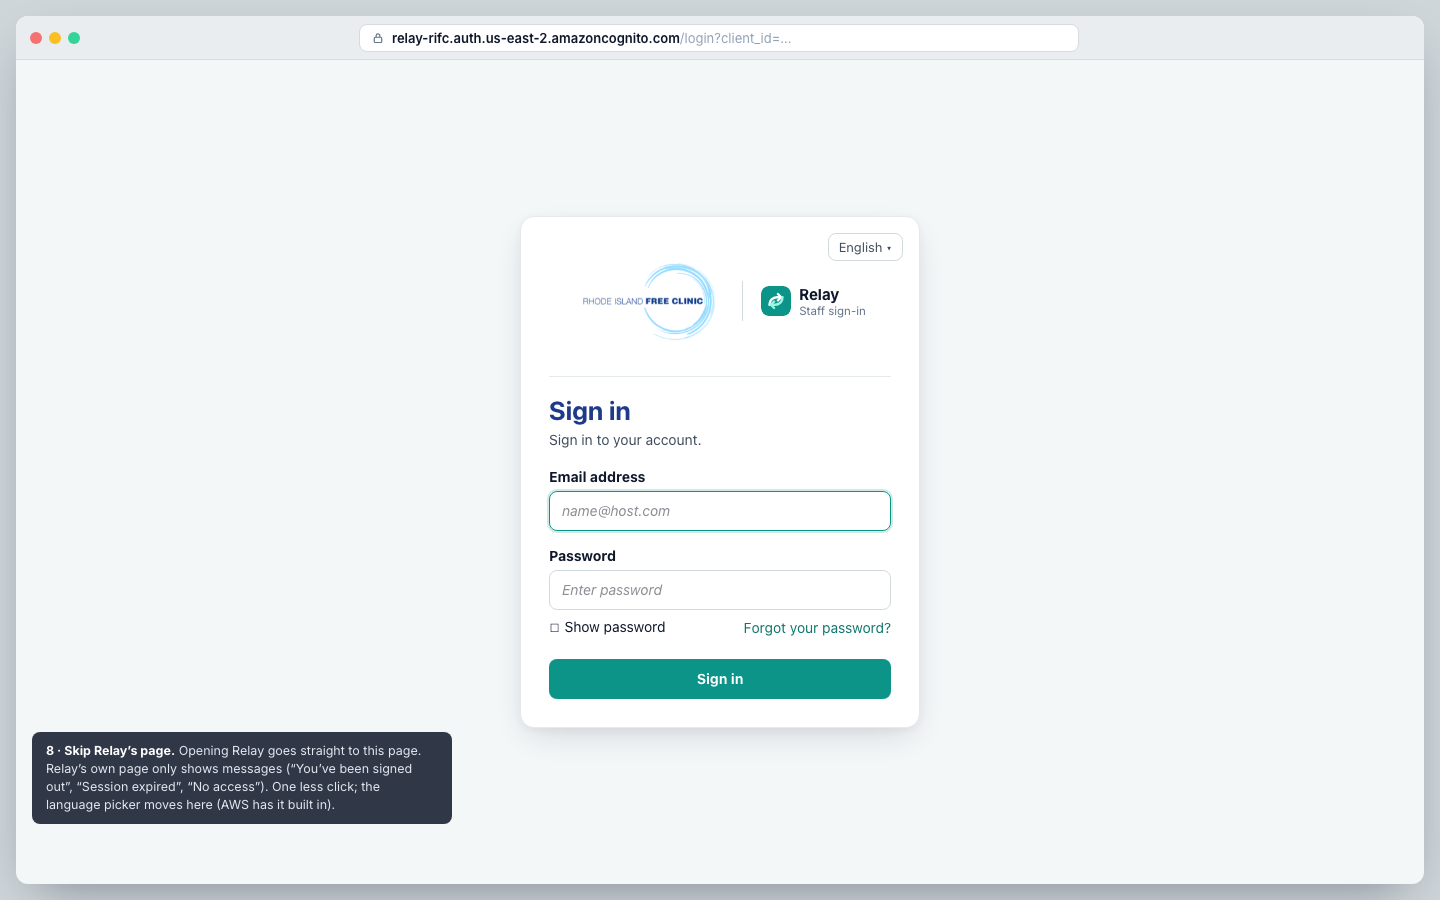 relay-rifc.auth.us-east-2.amazoncognito.com/login?client_id=...
English ▾
RHODE ISLAND FREE CLINIC
Relay
Staff sign-in
Sign in
Sign in to your account.
Email address
name@host.com
Password
Enter password
Show password
Forgot your password?
Sign in
8 · Skip Relay’s page. Opening Relay goes straight to this page.
Relay’s own page only shows messages (“You’ve been signed
out”, “Session expired”, “No access”). One less click; the
language picker moves here (AWS has it built in).